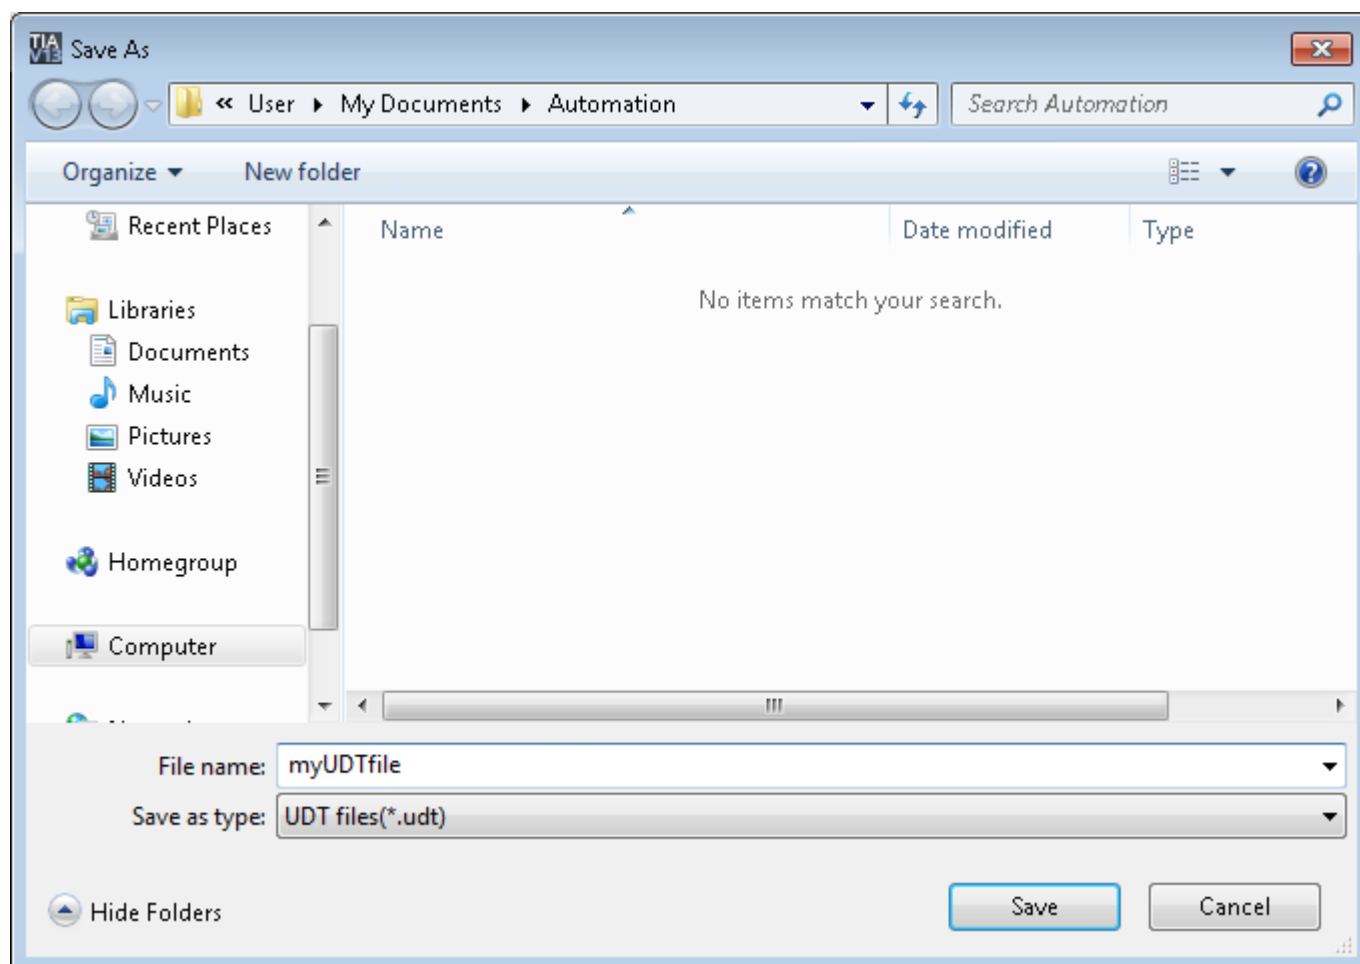 TIA V13 Save As
« User ▸ My Documents ▸ Automation
Search Automation
Organize New folder
Recent Places
Libraries
Documents
Music
Pictures
Videos
Homegroup
Computer
Name Date modified Type
No items match your search.
File name: myUDTfile
Save as type: UDT files(*.udt)
Hide Folders Save Cancel